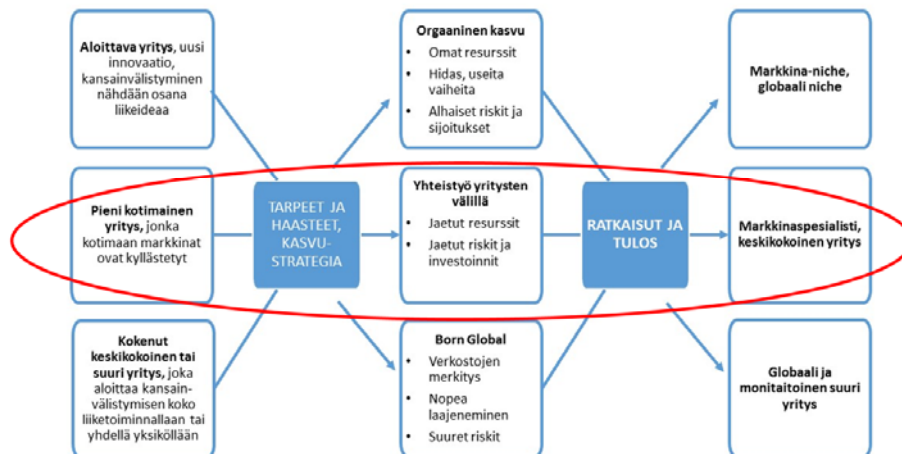 Aloittava yritys, uusi
innovaatio,
kansainvälistyminen
nähdään osana
liikeideaa
Orgaaninen kasvu
• Omat resurssit
• Hidas, useita
vaiheita
• Alhaiset riskit ja
sijoitukset
Markkina-niche,
globaali niche
Pieni kotimainen
yritys, jonka
kotimaan markkinat
ovat kyllästetyt
TARPEET JA
HAASTEET,
KASVU-
STRATEGIA
Yhteistyö yritysten
välillä
• Jaetut resurssit
• Jaetut riskit ja
investoinnit
RATKAISUT JA
TULOS
Markkinaspesialisti,
keskikokoinen yritys
Kokenut
keskikokoinen tai
suuri yritys, joka
aloittaa kansain-
välistymisen koko
liiketoiminnallaan tai
yhdellä yksiköllään
Born Global
• Verkostojen
merkitys
• Nopea
laajeneminen
• Suuret riskit
Globaali ja
monitaitoinen suuri
yritys